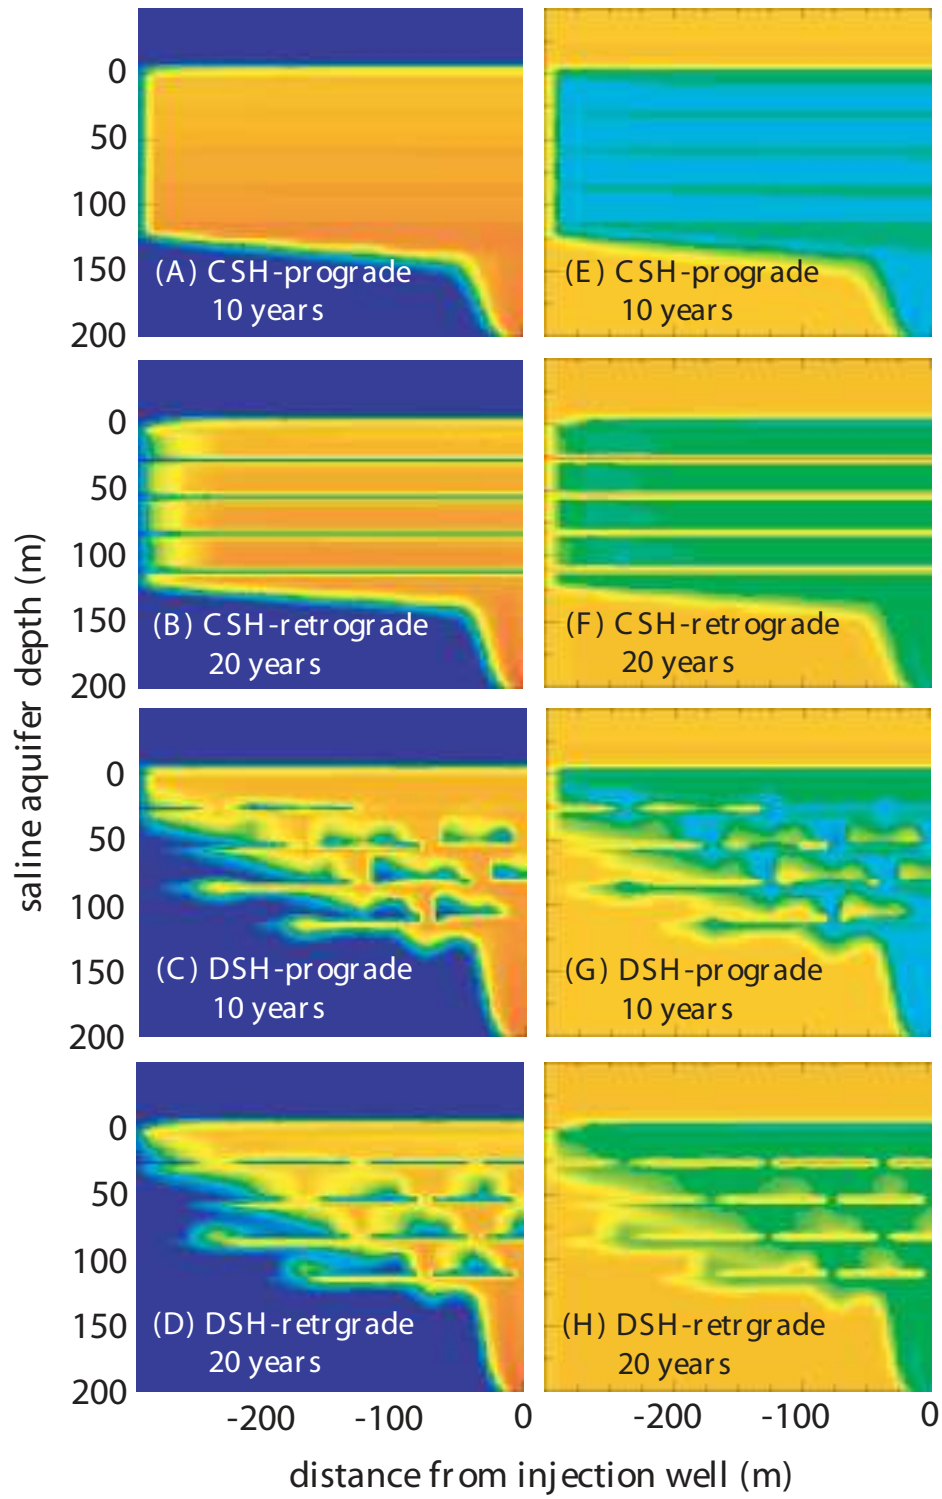 0
50
100
150
200
(A) CSH-prograde
10 years
(E) CSH-prograde
10 years
0
50
100
150
200
(B) CSH-retrograde
20 years
(F) CSH-retrograde
20 years
0
50
100
150
200
(C) DSH-prograde
10 years
(G) DSH-prograde
10 years
0
50
100
150
200
(D) DSH-retrgrade
20 years
(H) DSH-retrgrade
20 years
saline aquifer depth (m)
-200 -100 0
-200 -100 0
distance from injection well (m)